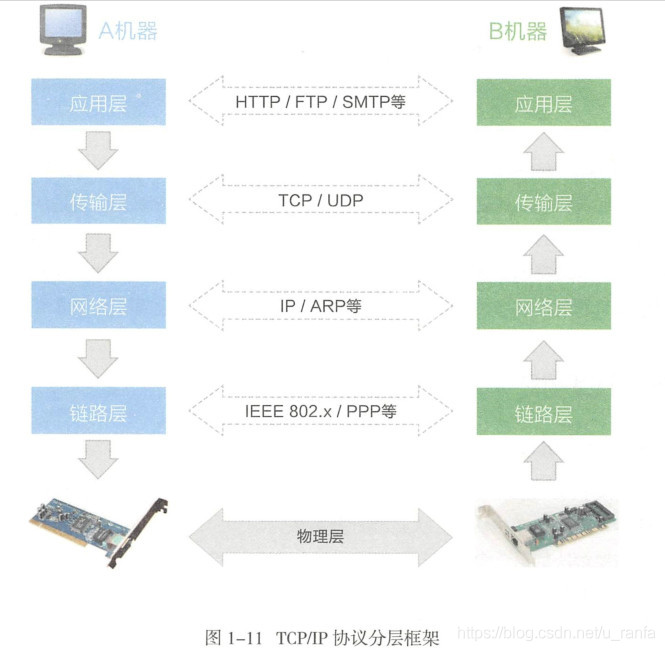 A机器
B机器
应用层
HTTP / FTP / SMTP等
应用层
传输层
TCP / UDP
传输层
网络层
IP / ARP等
网络层
链路层
IEEE 802.x / PPP等
链路层
物理层
图 1-11 TCP/IP 协议分层框架
https://blog.csdn.net/u_ranfa